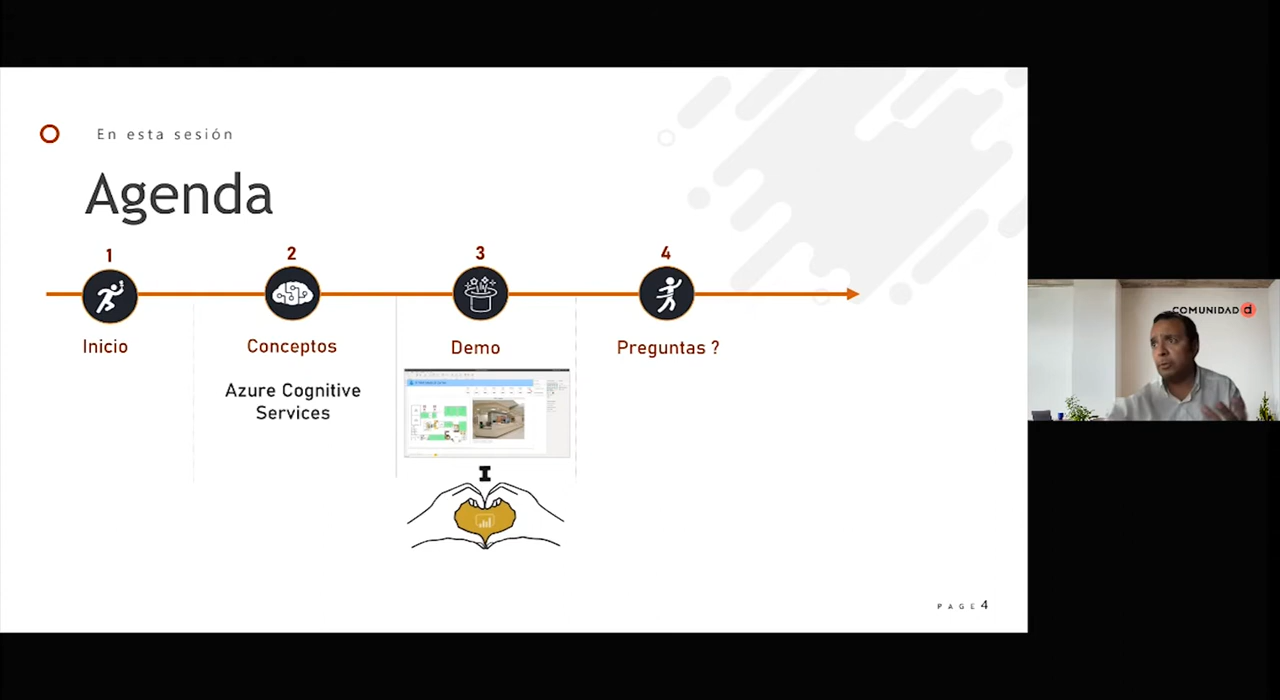 En esta sesión
Agenda
1
2
3
4
Inicio
Conceptos
Demo
Preguntas ?
Azure Cognitive
Services
I
PAGE 4
COMUNIDAD d